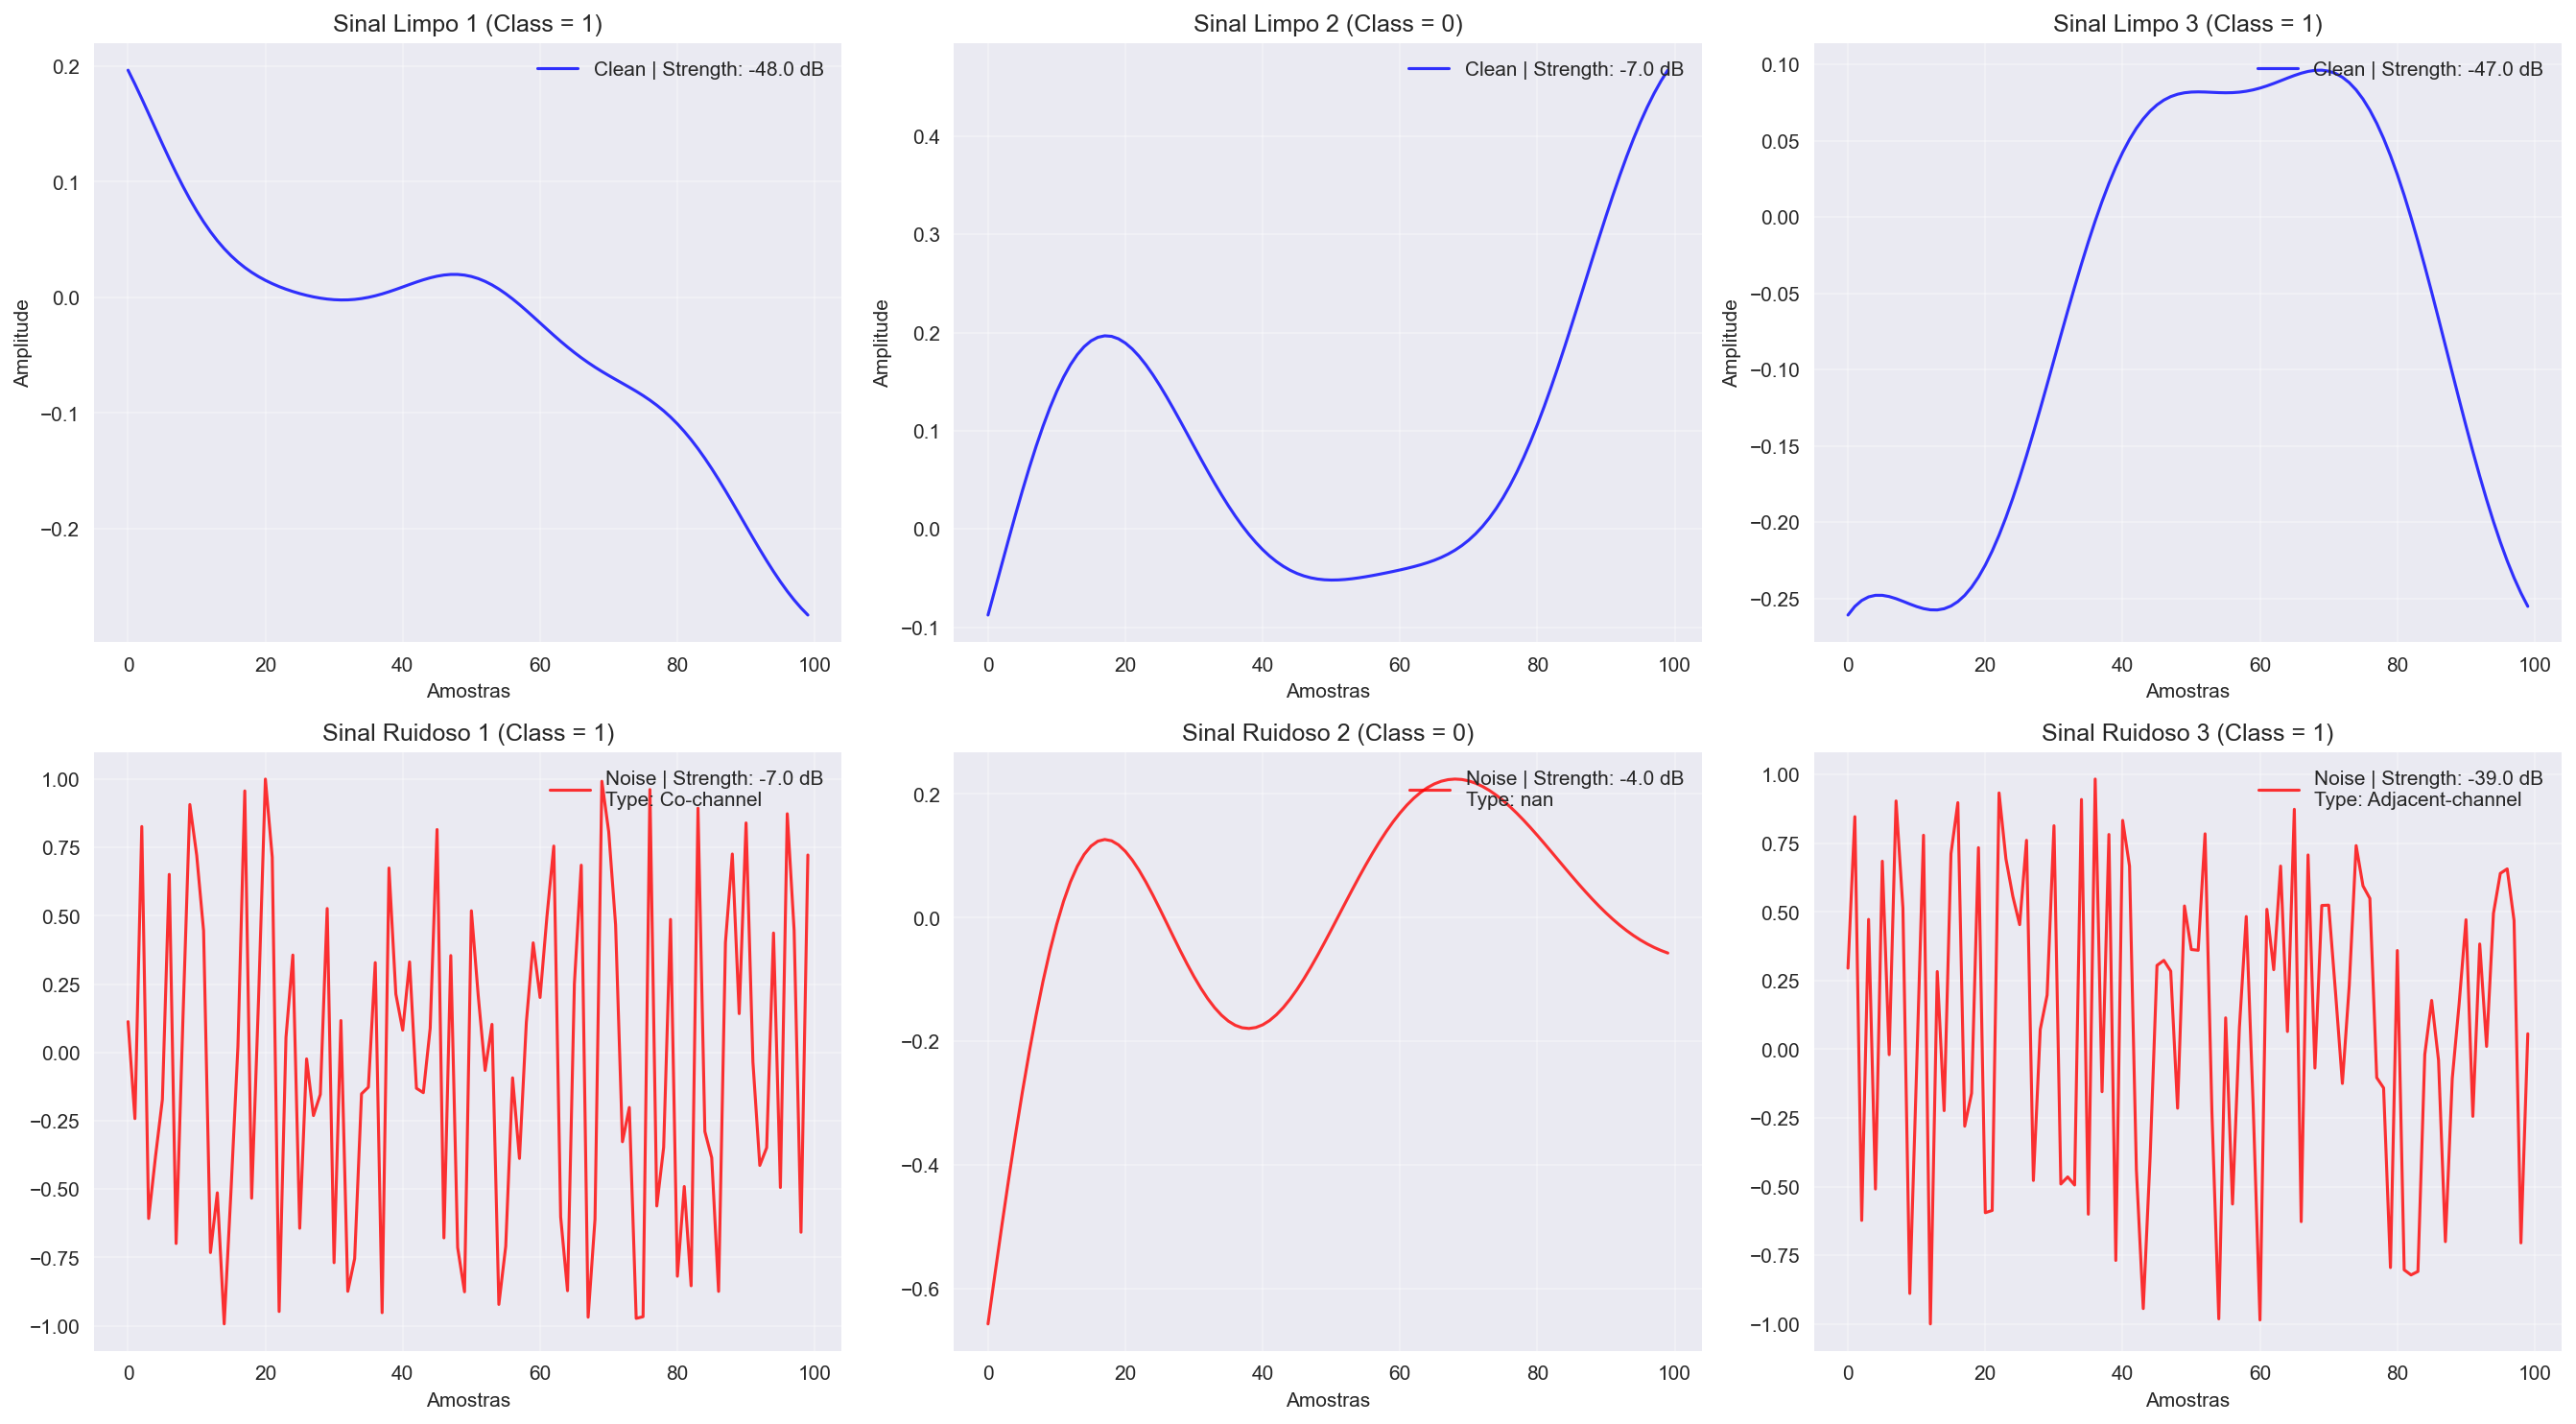 Sinal Limpo 1 (Class = 1)
Clean | Strength: -48.0 dB
0.2
0.1
0.0
−0.1
−0.2
Amplitude
0 20 40 60 80 100
Amostras
Sinal Limpo 2 (Class = 0)
Clean | Strength: -7.0 dB
0.4
0.3
0.2
0.1
0.0
−0.1
Amplitude
0 20 40 60 80 100
Amostras
Sinal Limpo 3 (Class = 1)
Clean | Strength: -47.0 dB
0.10
0.05
0.00
−0.05
−0.10
−0.15
−0.20
−0.25
Amplitude
0 20 40 60 80 100
Amostras
Sinal Ruidoso 1 (Class = 1)
Noise | Strength: -7.0 dB
Type: Co-channel
1.00
0.75
0.50
0.25
0.00
−0.25
−0.50
−0.75
−1.00
0 20 40 60 80 100
Amostras
Sinal Ruidoso 2 (Class = 0)
Noise | Strength: -4.0 dB
Type: nan
0.2
0.0
−0.2
−0.4
−0.6
0 20 40 60 80 100
Amostras
Sinal Ruidoso 3 (Class = 1)
Noise | Strength: -39.0 dB
Type: Adjacent-channel
1.00
0.75
0.50
0.25
0.00
−0.25
−0.50
−0.75
−1.00
0 20 40 60 80 100
Amostras